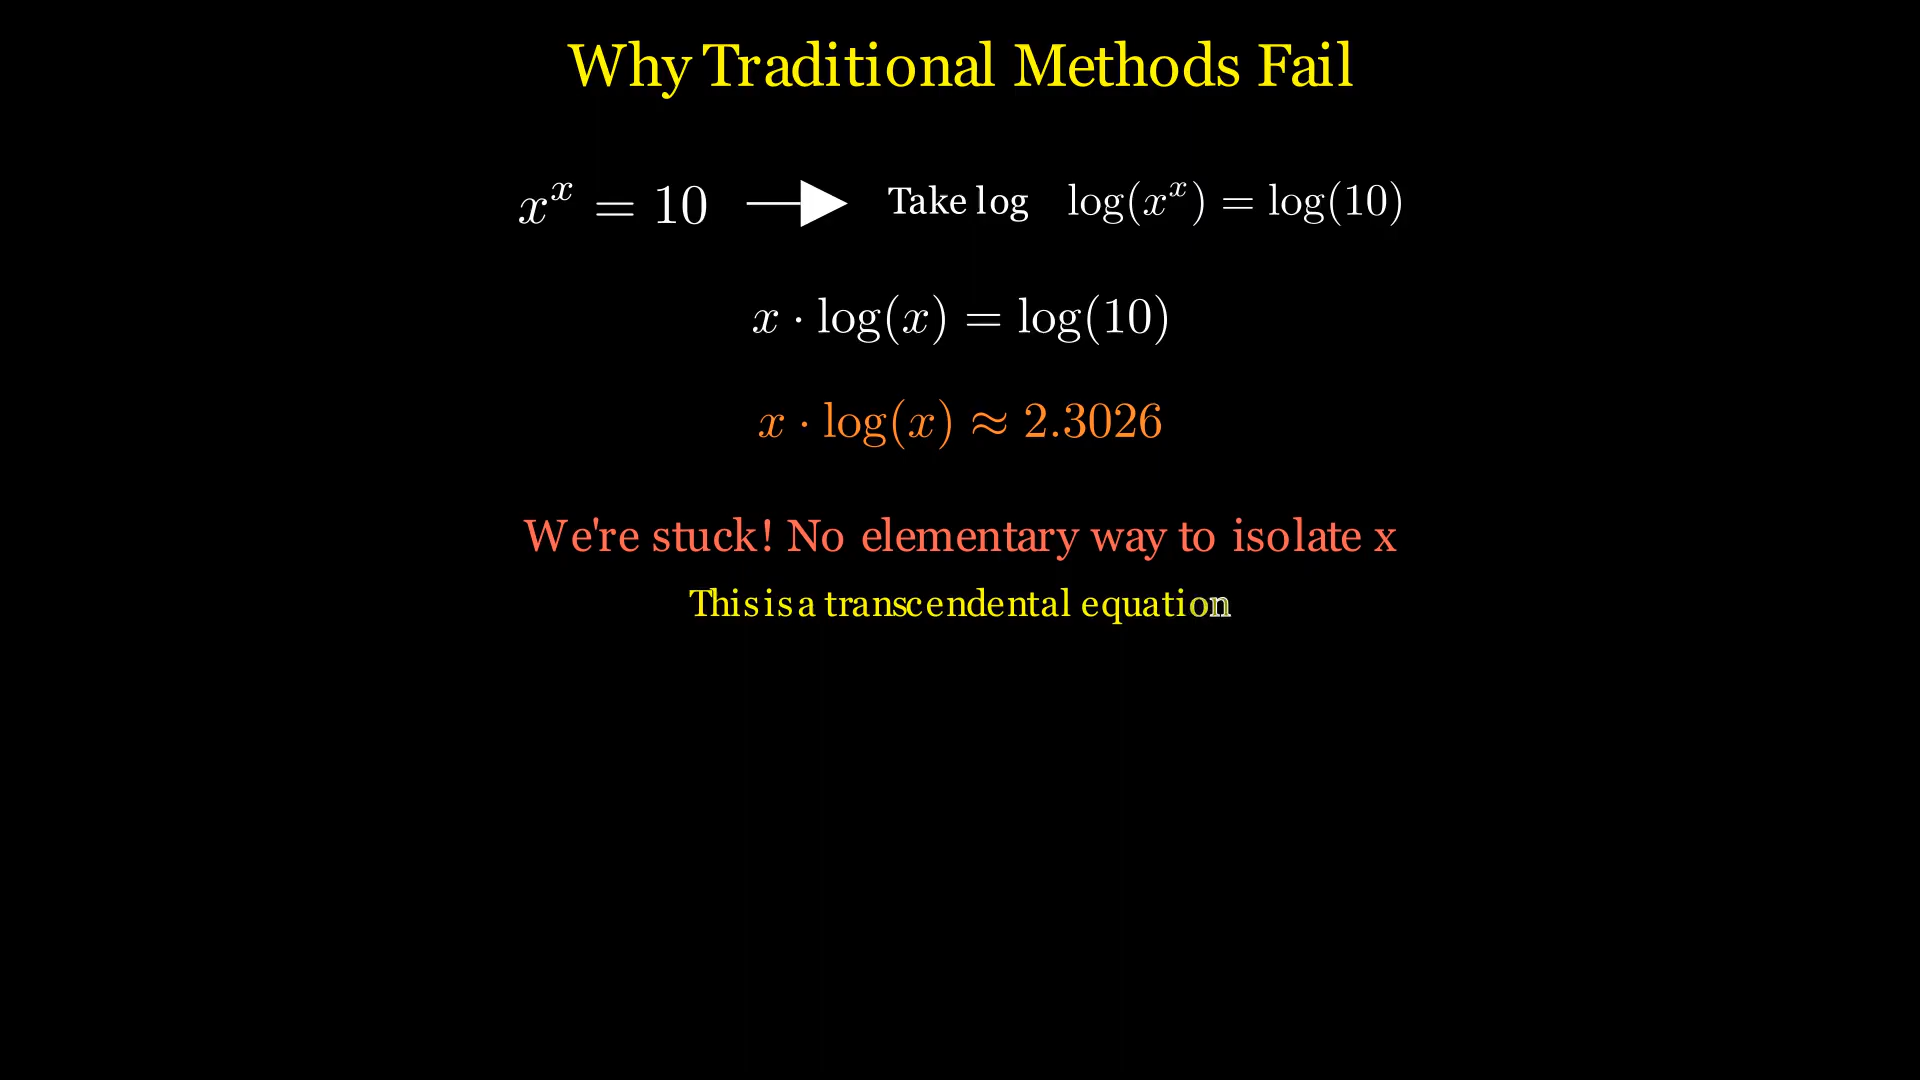 Why Traditional Methods Fail
x^x = 10 → Take log log(x^x) = log(10)
x · log(x) = log(10)
x · log(x) ≈ 2.3026
We're stuck! No elementary way to isolate x
This is a transcendental equation